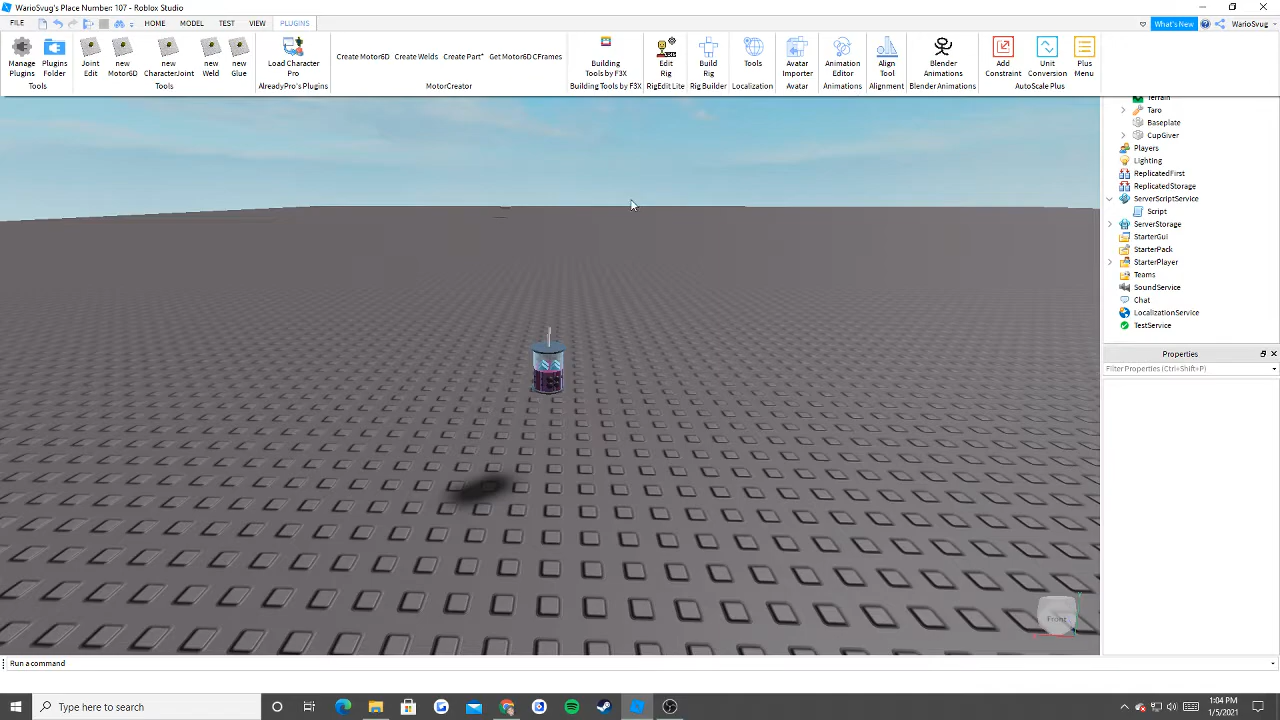 WarioSvug's Place Number: 107 - Roblox Studio
FILE HOME MODEL TEST VIEW PLUGINS What's New WarioSvug
Manage Plugins
Plugins Folder
Tools
Joint Edit
new Motor6D
new CharacterJoint
new Weld
new Glue
Tools
Load Character Pro
AlreadyPro's Plugins
Create Welds
Get Motor6D CFrames
MotorCreator
Building Tools by F3X
Building Tools by F3X
Edit Rig
RigEdit Lite
Build Rig
Rig Builder
Tools
Localization
Avatar Importer
Avatar
Animation Editor
Animations
Align Tool
Alignment
Blender Animations
Blender Animations
Add Constraint
Unit Conversion
Plus Menu
AutoScale Plus
Terrain
Taro
Baseplate
CupGiver
Players
Lighting
ReplicatedFirst
ReplicatedStorage
ServerScriptService
Script
ServerStorage
StarterGui
StarterPack
StarterPlayer
Teams
SoundService
Chat
LocalizationService
TestService
Properties
Filter Properties (Ctrl+Shift+P)
Front
Run a command
Type here to search
1:04 PM
1/5/2021